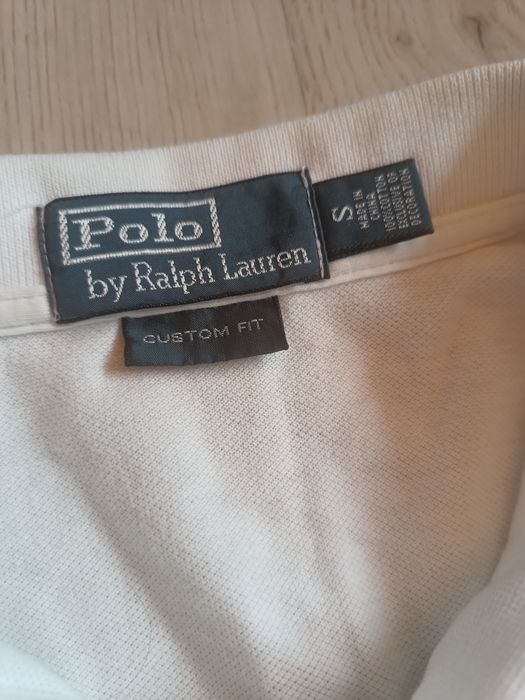 Polo
by Ralph Lauren
CUSTOM FIT
S
MADE IN
CHINA
100% COTTON
EXCLUSIVE OF
DECORATION